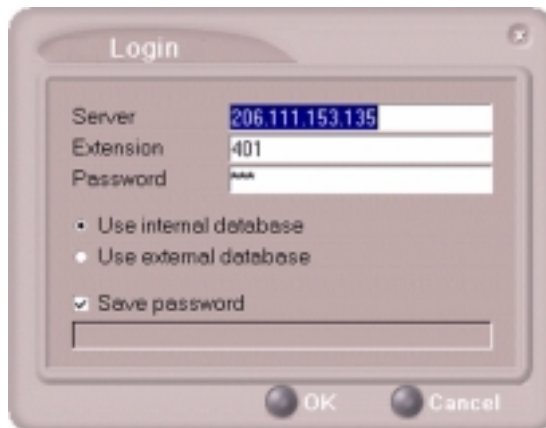 Login
Server 206.111.153.135
Extension 401
Password ***
Use internal database
Use external database
Save password
OK Cancel